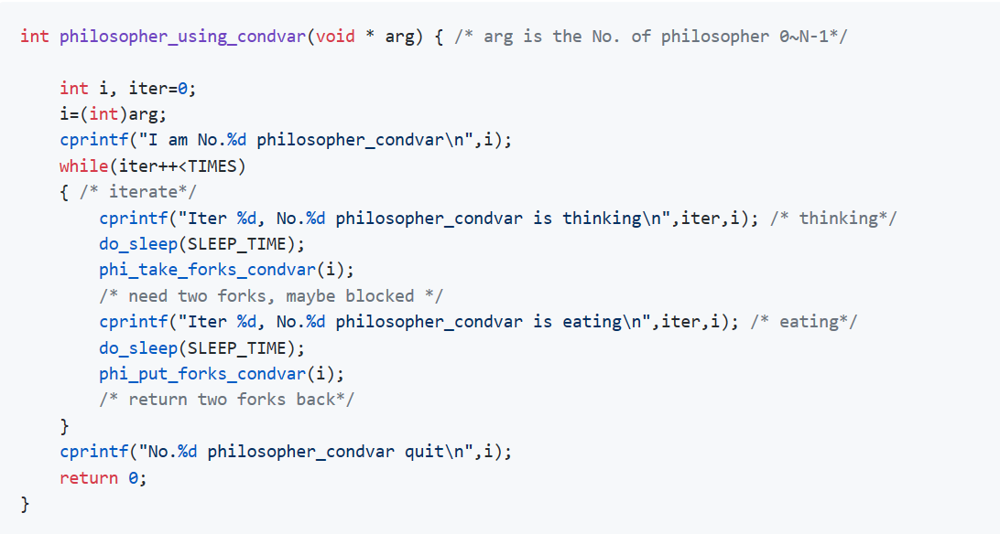 int philosopher_using_condvar(void * arg) { /* arg is the No. of philosopher 0~N-1*/
int i, iter=0;
i=(int)arg;
cprintf("I am No.%d philosopher_condvar\n",i);
while(iter++<TIMES)
{ /* iterate*/
cprintf("Iter %d, No.%d philosopher_condvar is thinking\n",iter,i); /* thinking*/
do_sleep(SLEEP_TIME);
phi_take_forks_condvar(i);
/* need two forks, maybe blocked */
cprintf("Iter %d, No.%d philosopher_condvar is eating\n",iter,i); /* eating*/
do_sleep(SLEEP_TIME);
phi_put_forks_condvar(i);
/* return two forks back*/
}
cprintf("No.%d philosopher_condvar quit\n",i);
return 0;
}